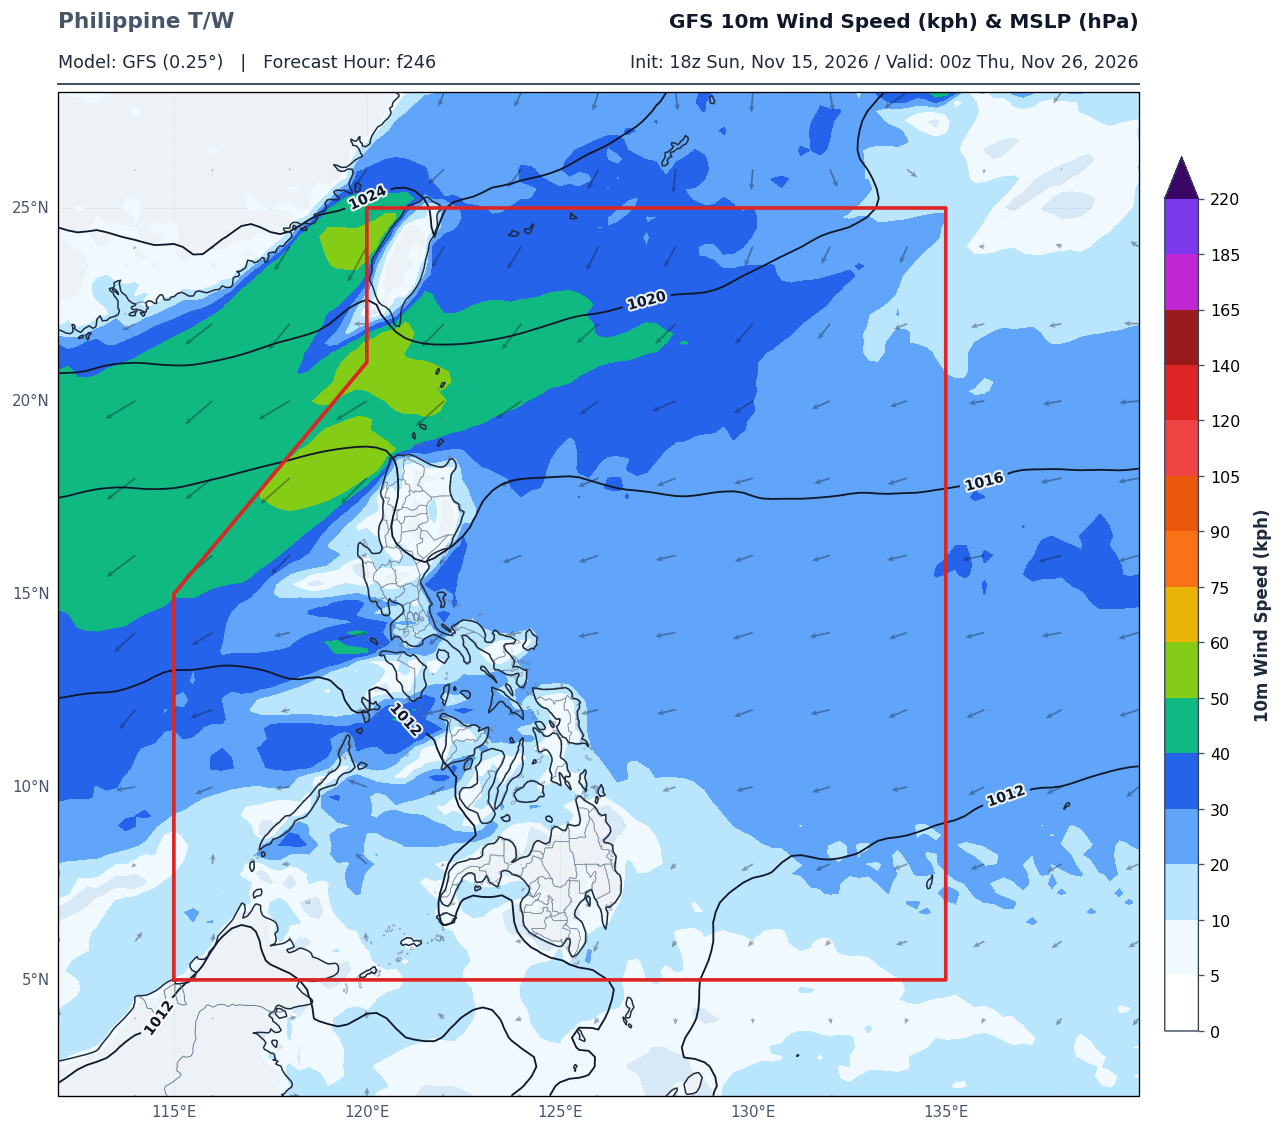 Philippine T/W
GFS 10m Wind Speed (kph) & MSLP (hPa)
Model: GFS (0.25°) | Forecast Hour: f246
Init: 18z Sun, Nov 15, 2026 / Valid: 00z Thu, Nov 26, 2026
1024
1020
1016
1012
1012
1012
25°N
20°N
15°N
10°N
5°N
115°E
120°E
125°E
130°E
135°E
220
185
165
140
120
105
90
75
60
50
40
30
20
10
5
0
10m Wind Speed (kph)